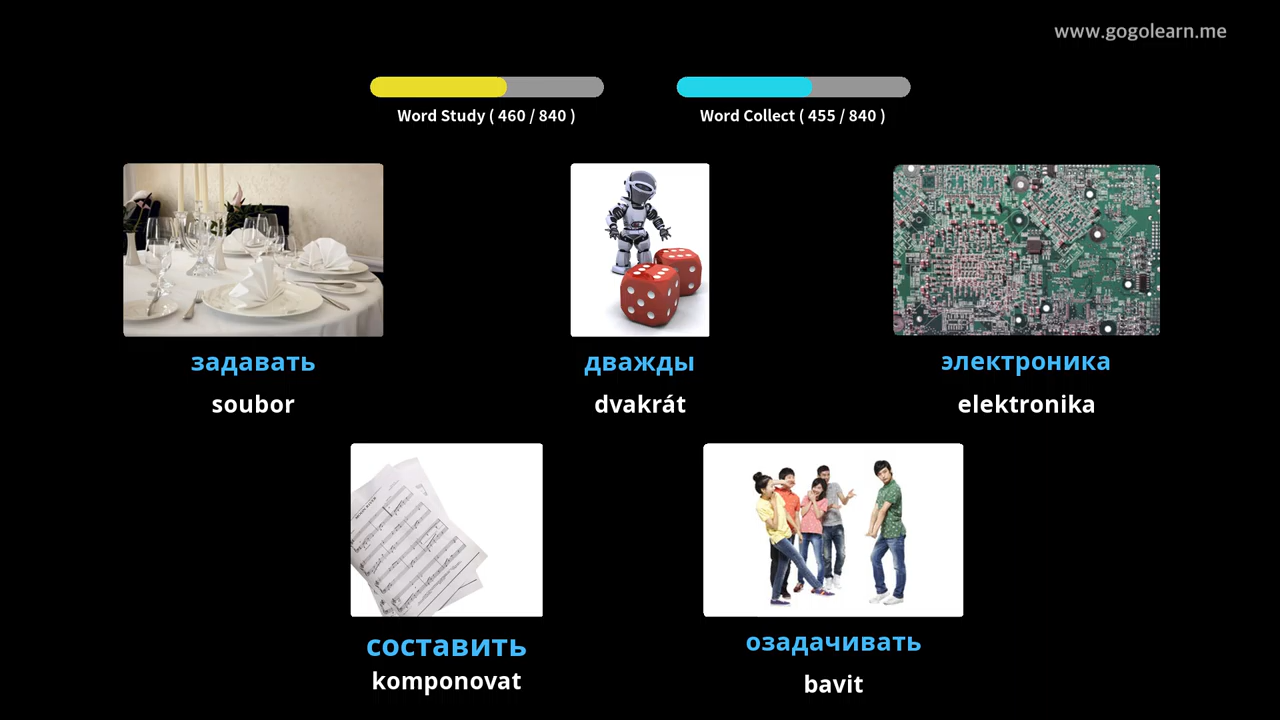 www.gogolearn.me
Word Study ( 460 / 840 )
Word Collect ( 455 / 840 )
задавать
soubor
дважды
dvakrát
электроника
elektronika
составить
komponovat
озадачивать
bavit